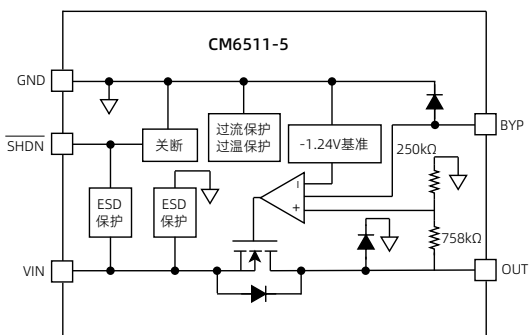 CM6511-5
GND
BYP
SHDN
关断
过流保护
过温保护
-1.24V基准
250kΩ
ESD
保护
ESD
保护
758kΩ
VIN
OUT